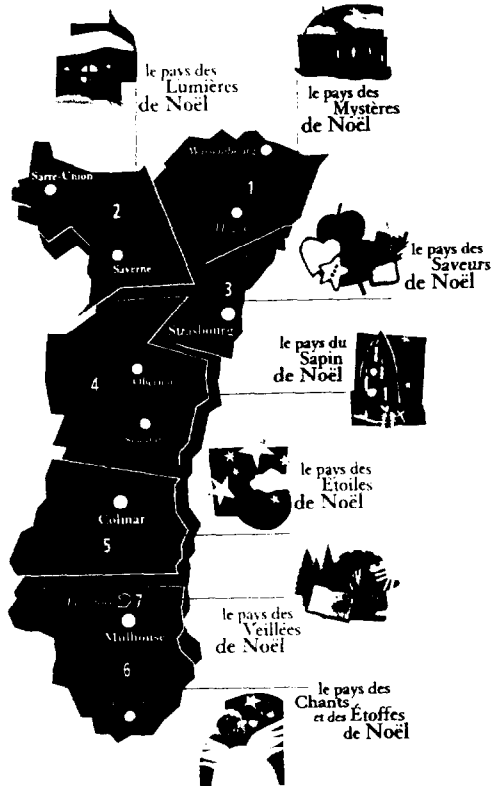 le pays des
Lumières
de Noël
le pays des
Mystères
de Noël
Sarre-Union
1
2
Saverne
le pays des
Saveurs
de Noël
3
Strasbourg
le pays du
Sapin
de Noël
4
le pays des
Etoiles
de Noël
Colmar
5
7
le pays des
Veillées
de Noël
Mulhouse
6
le pays des
Chants
et des Étoffes
de Noël